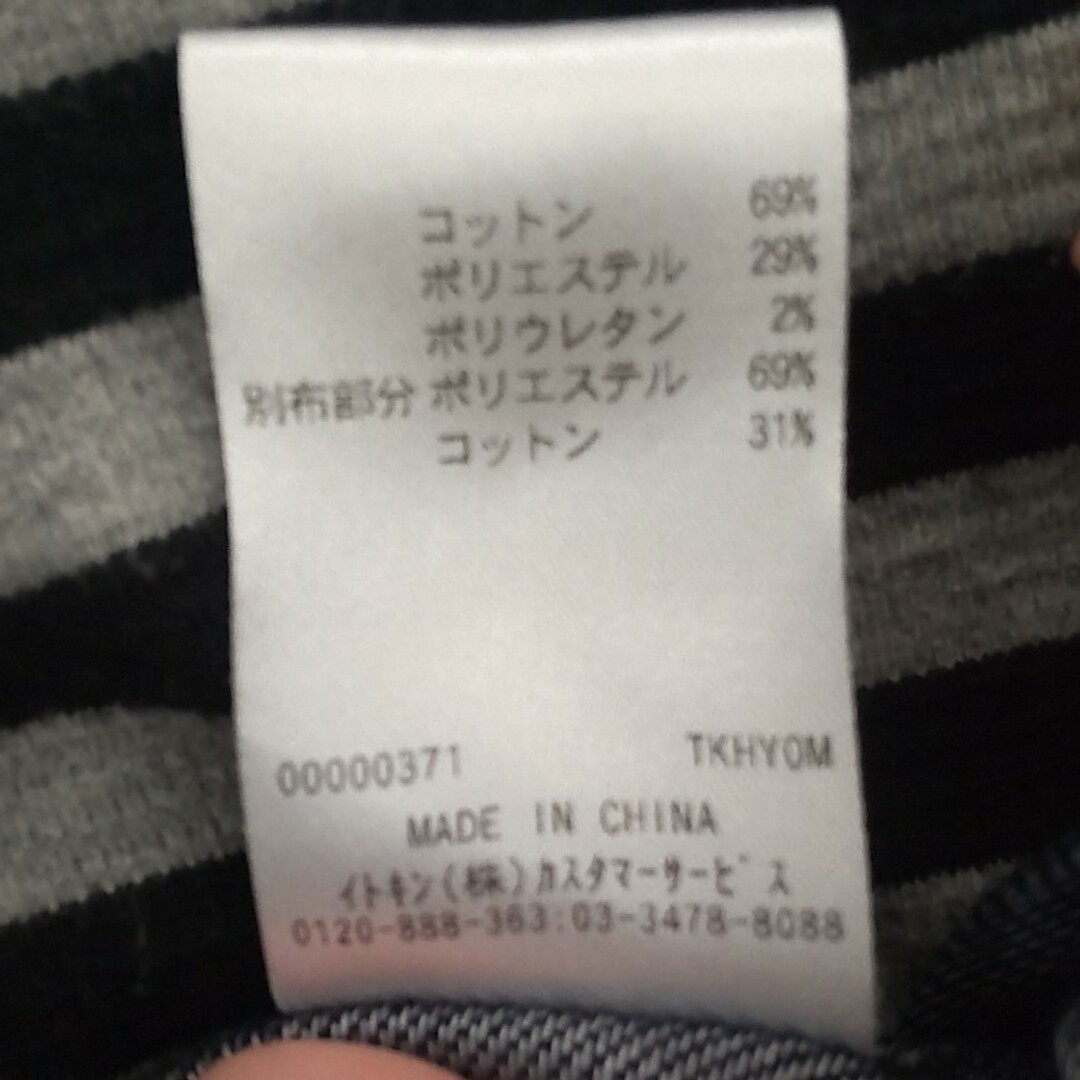 コットン 69%
ポリエステル 29%
ポリウレタン 2%
別布部分 ポリエステル 69%
コットン 31%
00000371 TKHY0M
MADE IN CHINA
イトキン(株)カスタマーサービス
0120-888-363:03-3478-8088